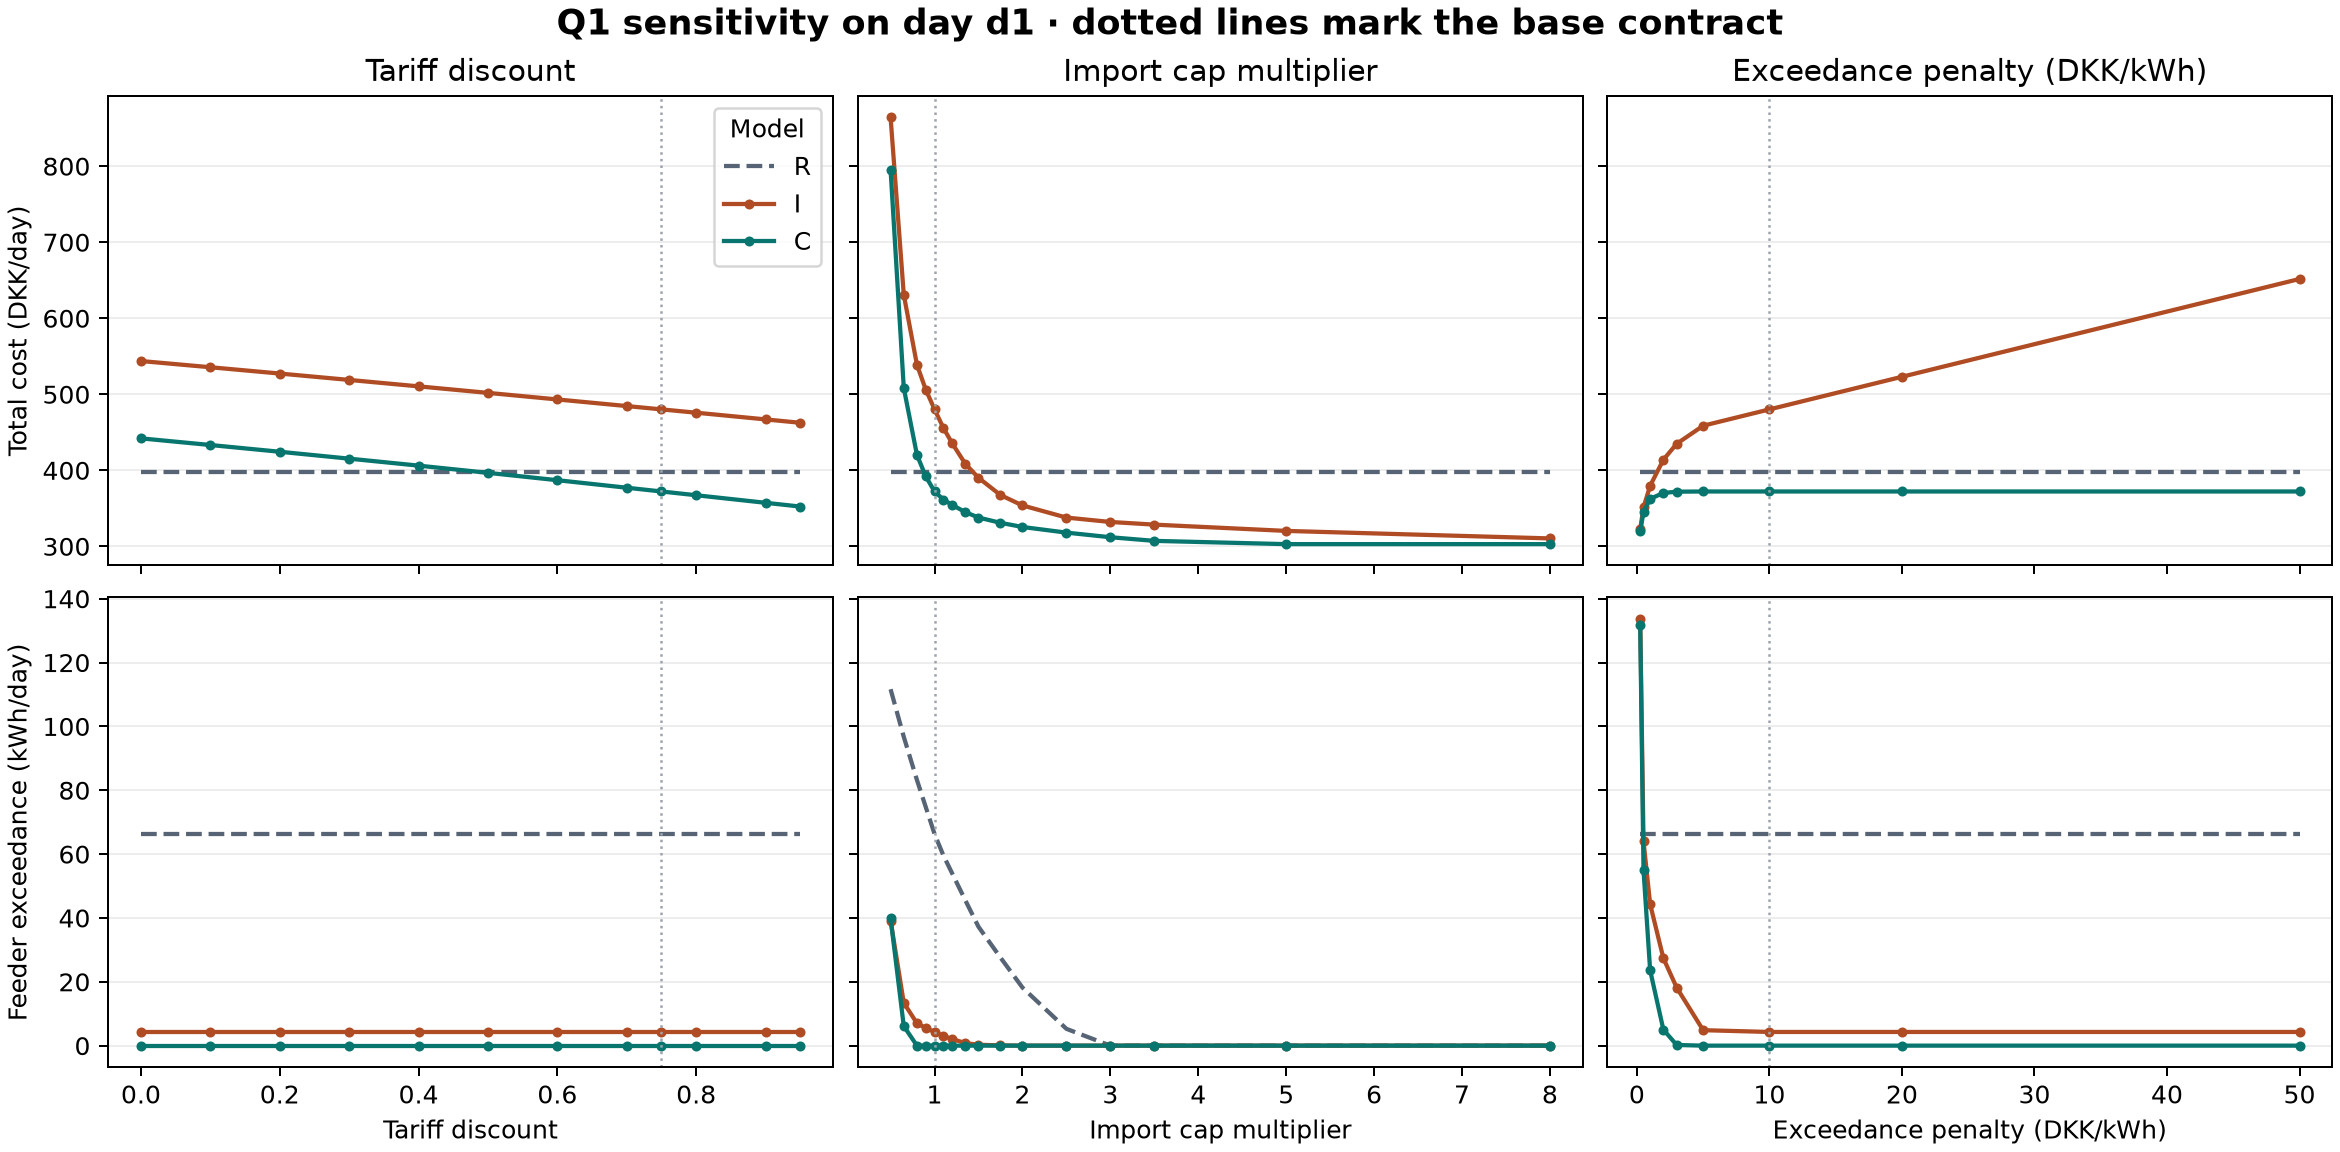 Q1 sensitivity on day d1 · dotted lines mark the base contract
Tariff discount
Import cap multiplier
Exceedance penalty (DKK/kWh)
Total cost (DKK/day)
800
700
600
500
400
300
Model
R
I
C
Feeder exceedance (kWh/day)
140
120
100
80
60
40
20
0
0.0 0.2 0.4 0.6 0.8
1 2 3 4 5 6 7 8
0 10 20 30 40 50
Tariff discount
Import cap multiplier
Exceedance penalty (DKK/kWh)